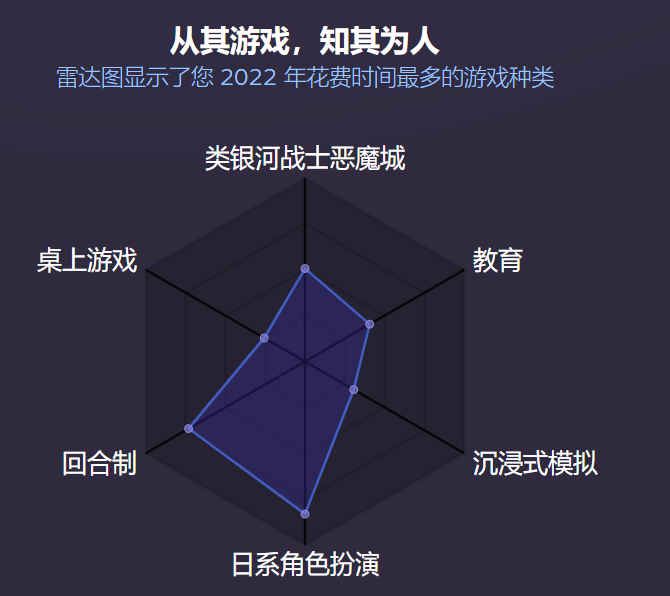 从其游戏，知其为人
雷达图显示了您 2022 年花费时间最多的游戏种类
类银河战士恶魔城
桌上游戏
教育
回合制
沉浸式模拟
日系角色扮演